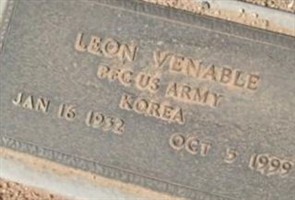 LEON VENABLE
PFC US ARMY
KOREA
JAN 16 1932
OCT 5 1999